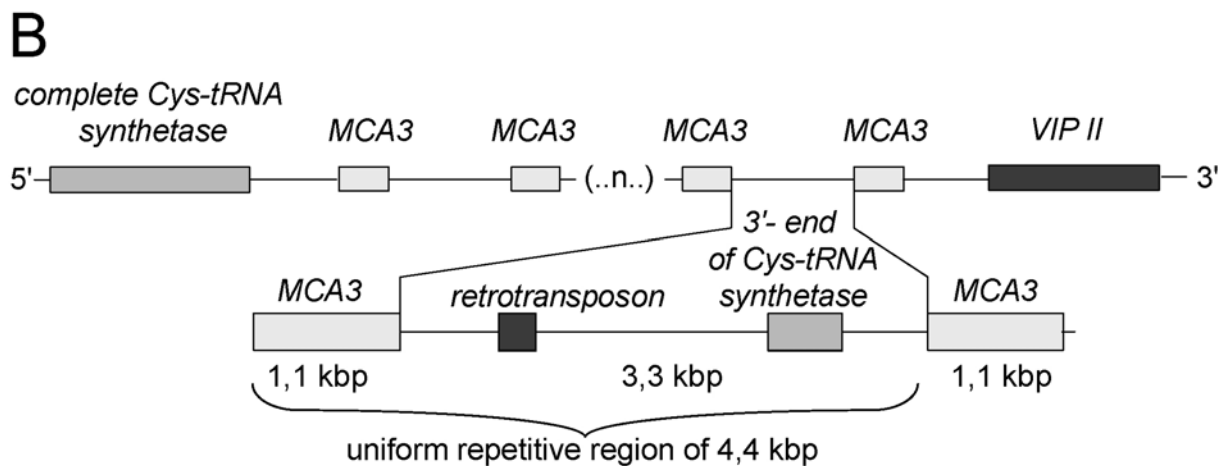 B
complete Cys-tRNA
synthetase
MCA3
MCA3
MCA3
MCA3
VIP II
5'
(..n..)
3'
3'- end
of Cys-tRNA
synthetase
MCA3
retrotransposon
MCA3
1,1 kbp
3,3 kbp
1,1 kbp
uniform repetitive region of 4,4 kbp